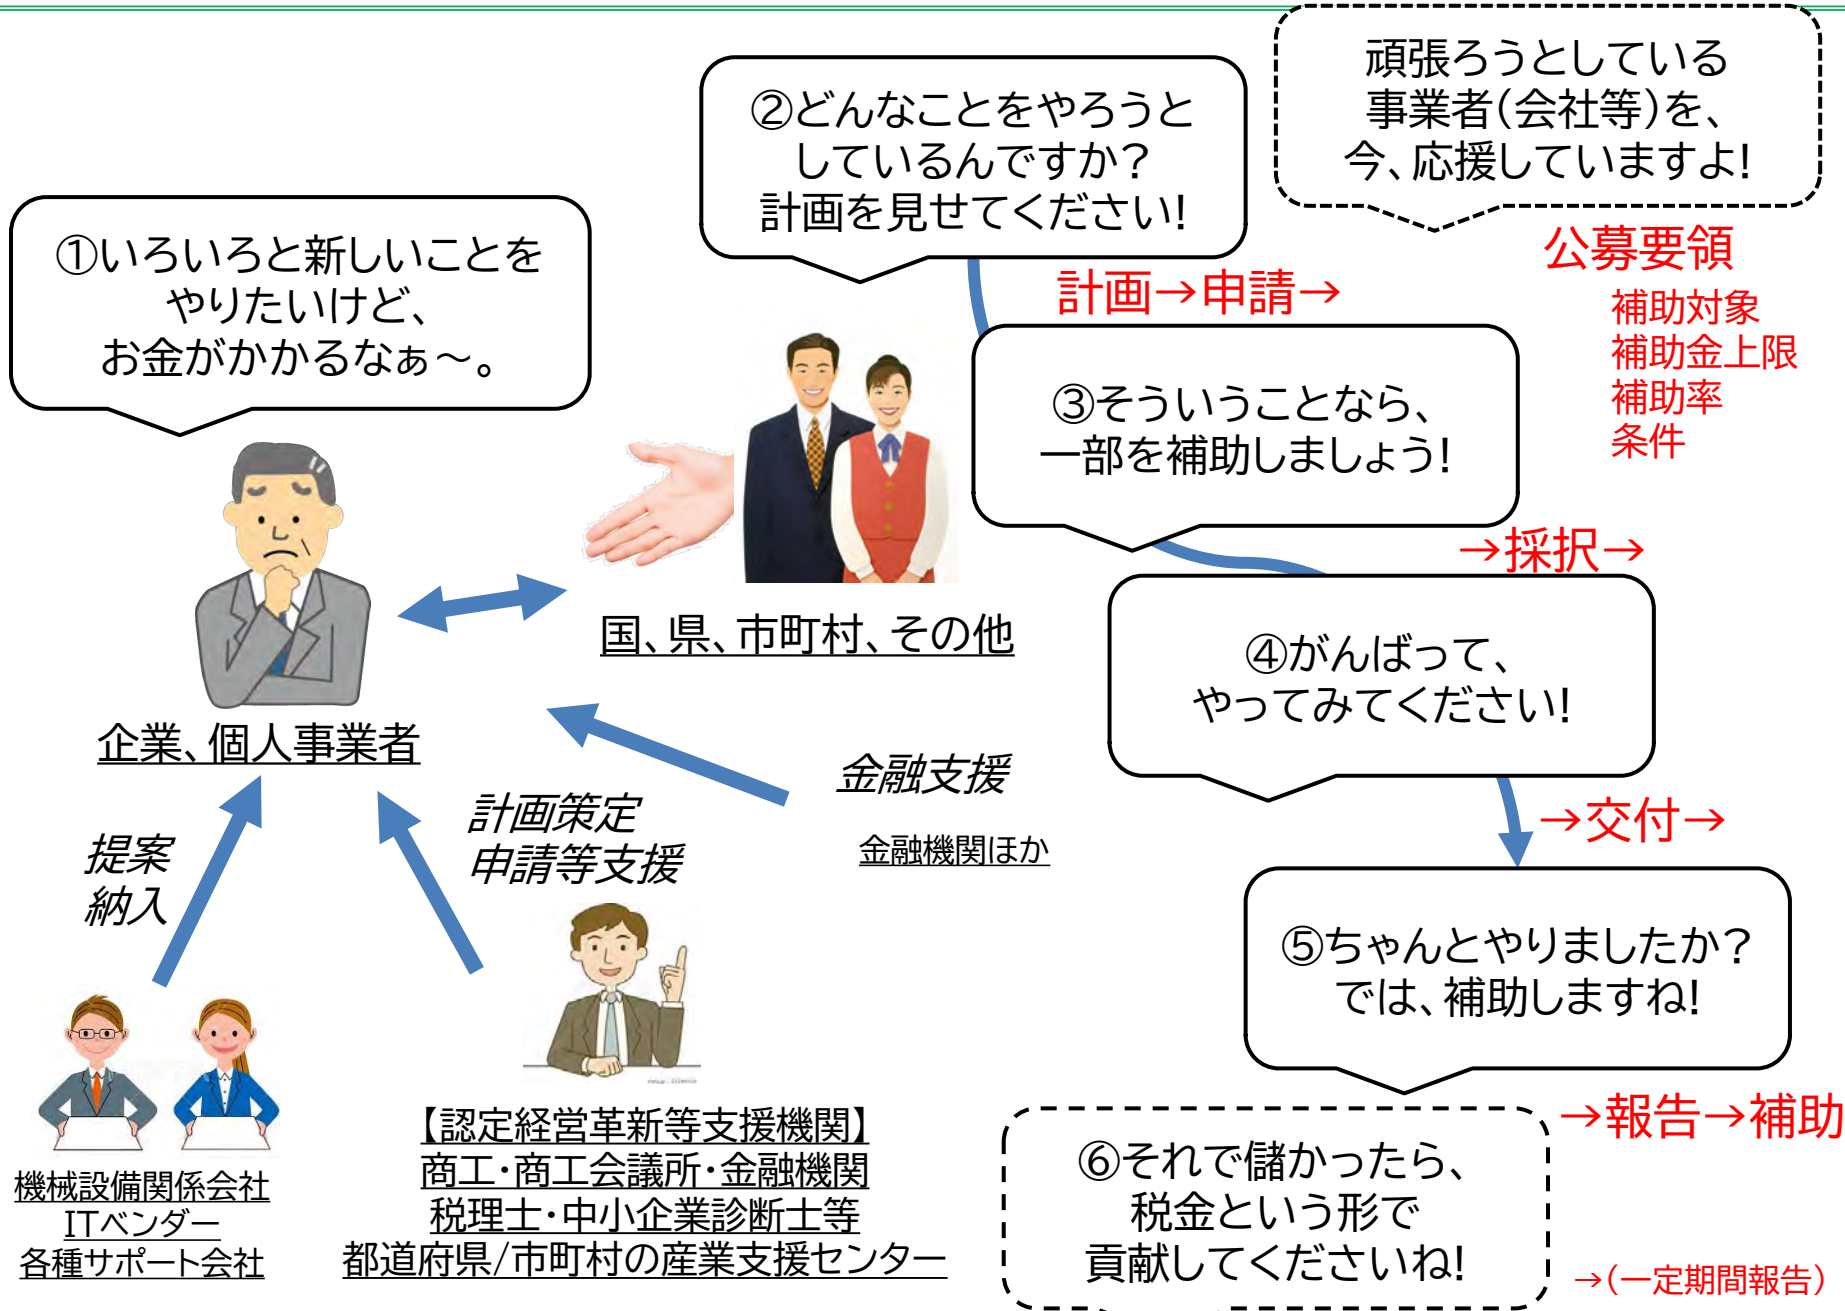 頑張ろうとしている
事業者(会社等)を、
今、応援していますよ!
②どんなことをやろうと
しているんですか?
計画を見せてください!
①いろいろと新しいことを
やりたいけど、
お金がかかるなぁ～。
計画→申請→
公募要領
補助対象
補助金上限
補助率
条件
③そういうことなら、
一部を補助しましょう!
→採択→
国、県、市町村、その他
④がんばって、
やってみてください!
企業、個人事業者
金融支援
金融機関ほか
計画策定
申請等支援
提案
納入
→交付→
⑤ちゃんとやりましたか?
では、補助しますね!
→報告→補助
【認定経営革新等支援機関】
商工・商工会議所・金融機関
税理士・中小企業診断士等
都道府県/市町村の産業支援センター
機械設備関係会社
ITベンダー
各種サポート会社
⑥それで儲かったら、
税金という形で
貢献してくださいね!
→(一定期間報告)